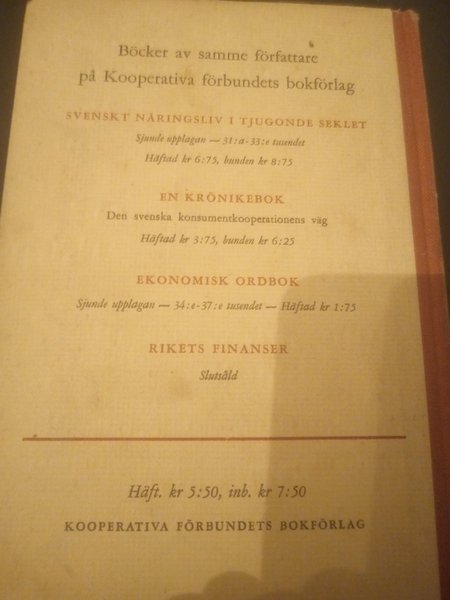 Böcker av samme författare
på Kooperativa förbundets bokförlag
SVENSKT NÄRINGSLIV I TJUGONDE SEKLET
Sjunde upplagan — 31:a-33:e tusendet
Häftad kr 6:75, bunden kr 8:75
EN KRÖNIKEBOK
Den svenska konsumentkooperationens väg
Häftad kr 3:75, bunden kr 6:25
EKONOMISK ORDBOK
Sjunde upplagan — 34:e-37:e tusendet — Häftad kr 1:75
RIKETS FINANSER
Slutsåld
Häft. kr 5:50, inb. kr 7:50
KOOPERATIVA FÖRBUNDETS BOKFÖRLAG